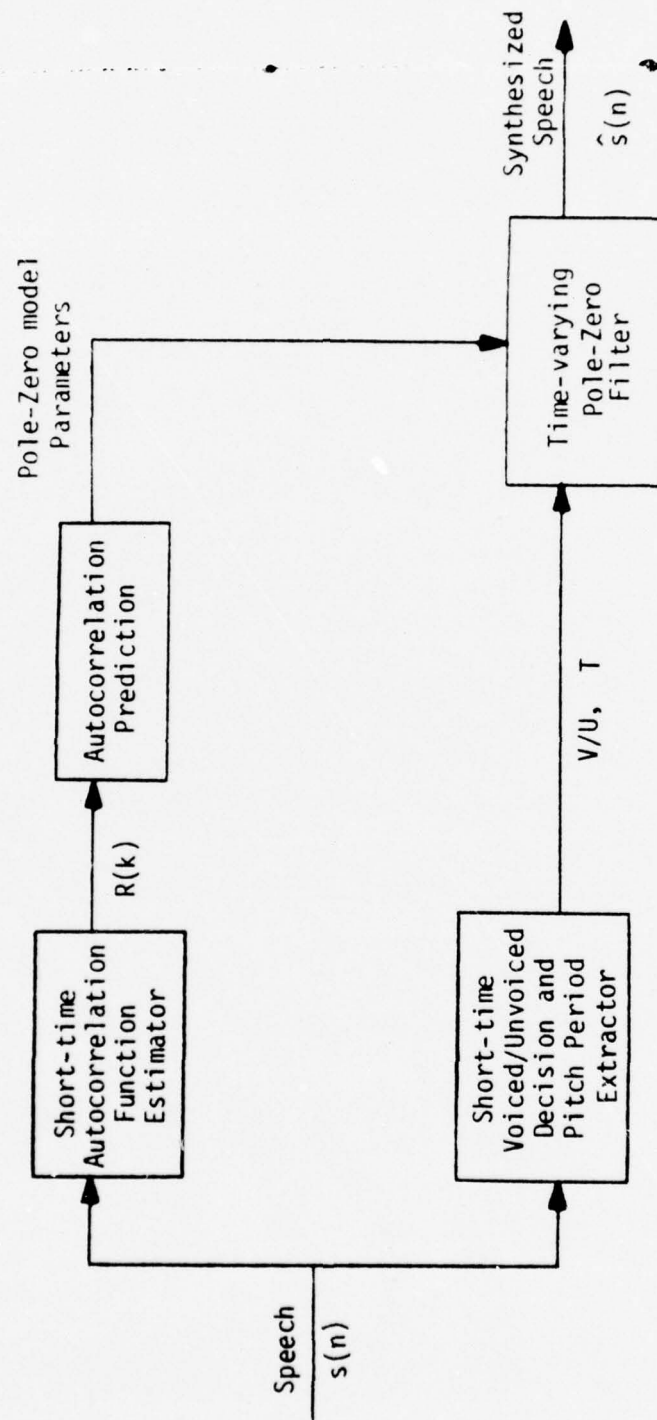 Speech
s(n)
Short-time
Autocorrelation
Function
Estimator
R(k)
Autocorrelation
Prediction
Pole-Zero model
Parameters
Short-time
Voiced/Unvoiced
Decision and
Pitch Period
Extractor
V/U, T
Time-varying
Pole-Zero
Filter
Synthesized
Speech
ŝ(n)